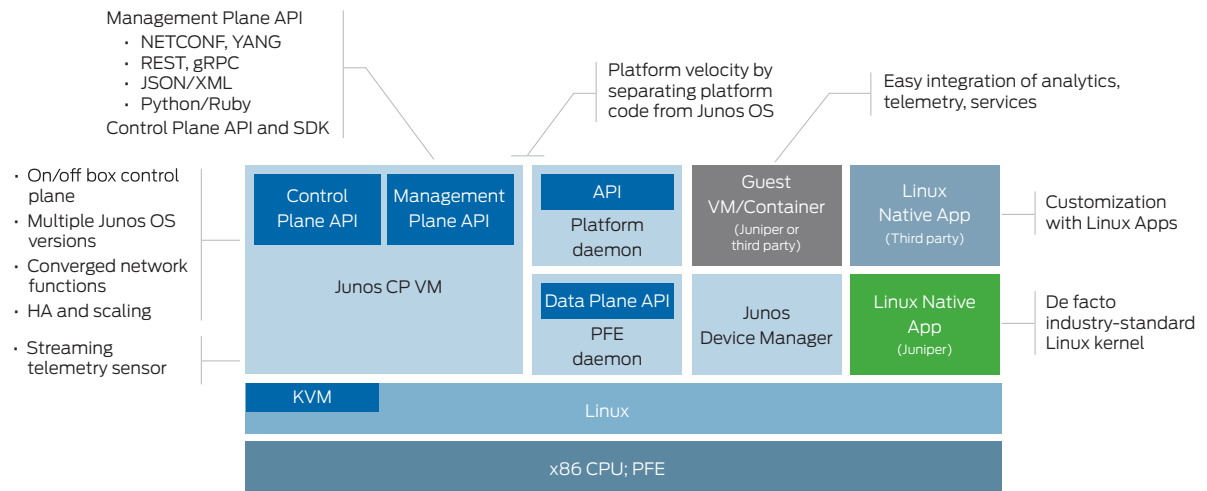 Management Plane API
· NETCONF, YANG
· REST, gRPC
· JSON/XML
· Python/Ruby
Control Plane API and SDK
Platform velocity by
separating platform
code from Junos OS
Easy integration of analytics,
telemetry, services
· On/off box control
plane
· Multiple Junos OS
versions
· Converged network
functions
· HA and scaling
· Streaming
telemetry sensor
Control
Plane API
Management
Plane API
Junos CP VM
API
Platform
daemon
Data Plane API
PFE
daemon
Guest
VM/Container
(Juniper or
third party)
Junos
Device Manager
Linux
Native App
(Third party)
Linux Native
App
(Juniper)
Customization
with Linux Apps
De facto
industry-standard
Linux kernel
KVM
Linux
x86 CPU; PFE